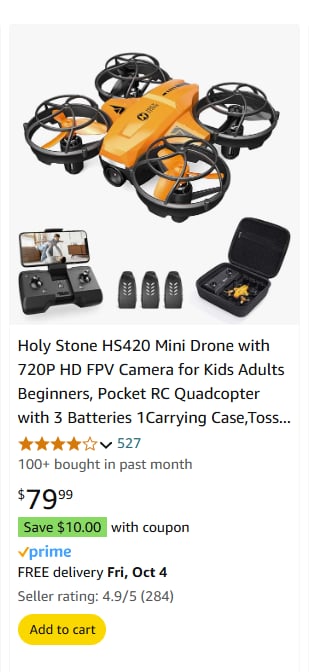 Holy Stone HS420 Mini Drone with
720P HD FPV Camera for Kids Adults
Beginners, Pocket RC Quadcopter
with 3 Batteries 1Carrying Case,Toss...
527
100+ bought in past month
$79.99
Save $10.00 with coupon
prime
FREE delivery Fri, Oct 4
Seller rating: 4.9/5 (284)
Add to cart